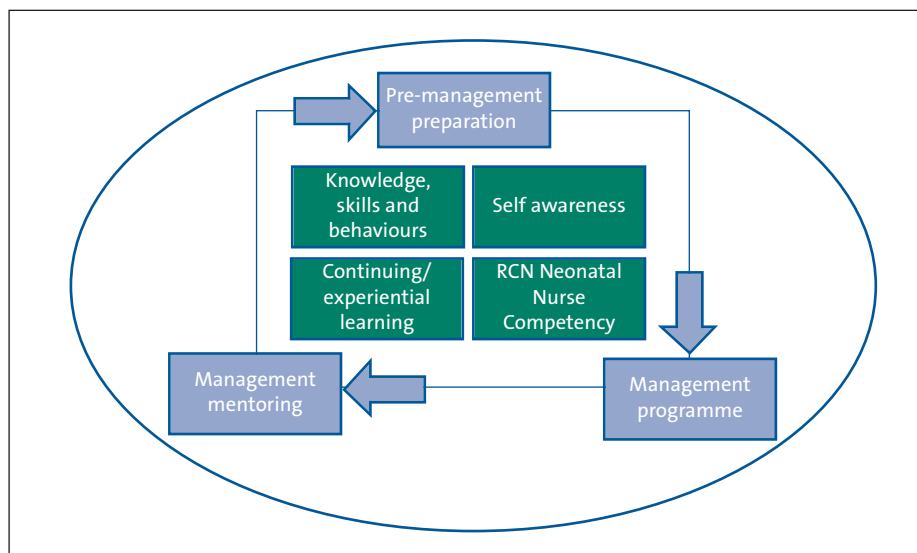 Pre-management
preparation
Knowledge,
skills and
behaviours
Self awareness
Continuing/
experiential
learning
RCN Neonatal
Nurse
Competency
Management
mentoring
Management
programme